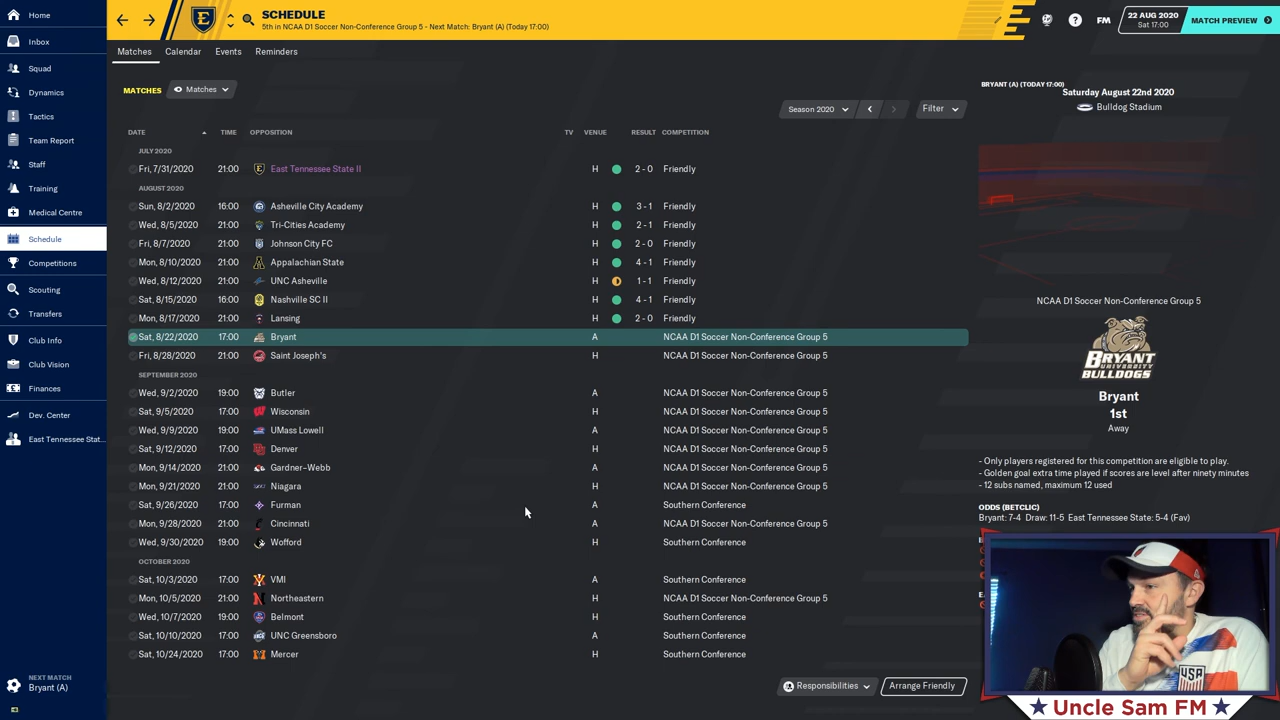 Home
Inbox
Squad
Dynamics
Tactics
Team Report
Staff
Training
Medical Centre
Schedule
Competitions
Scouting
Transfers
Club Info
Club Vision
Finances
Dev. Center
East Tennessee Stat...
NEXT MATCH
Bryant (A)
SCHEDULE
5th in NCAA D1 Soccer Non-Conference Group 5 - Next Match: Bryant (A) (Today 17:00)
? FM 22 AUG 2020 Sat 17:00 MATCH PREVIEW
Matches Calendar Events Reminders
MATCHES Matches
Season 2020 Filter
DATE TIME OPPOSITION TV VENUE RESULT COMPETITION
JULY 2020
Fri, 7/31/2020 21:00 East Tennessee State II H 2 - 0 Friendly
AUGUST 2020
Sun, 8/2/2020 16:00 Asheville City Academy H 3 - 1 Friendly
Wed, 8/5/2020 21:00 Tri-Cities Academy H 2 - 1 Friendly
Fri, 8/7/2020 21:00 Johnson City FC H 2 - 0 Friendly
Mon, 8/10/2020 21:00 Appalachian State H 4 - 1 Friendly
Wed, 8/12/2020 21:00 UNC Asheville H 1 - 1 Friendly
Sat, 8/15/2020 16:00 Nashville SC II H 4 - 1 Friendly
Mon, 8/17/2020 21:00 Lansing H 2 - 0 Friendly
Sat, 8/22/2020 17:00 Bryant A NCAA D1 Soccer Non-Conference Group 5
Fri, 8/28/2020 21:00 Saint Joseph's H NCAA D1 Soccer Non-Conference Group 5
SEPTEMBER 2020
Wed, 9/2/2020 19:00 Butler A NCAA D1 Soccer Non-Conference Group 5
Sat, 9/5/2020 17:00 Wisconsin H NCAA D1 Soccer Non-Conference Group 5
Wed, 9/9/2020 19:00 UMass Lowell A NCAA D1 Soccer Non-Conference Group 5
Sat, 9/12/2020 17:00 Denver H NCAA D1 Soccer Non-Conference Group 5
Mon, 9/14/2020 21:00 Gardner-Webb A NCAA D1 Soccer Non-Conference Group 5
Mon, 9/21/2020 21:00 Niagara H NCAA D1 Soccer Non-Conference Group 5
Sat, 9/26/2020 17:00 Furman A Southern Conference
Mon, 9/28/2020 21:00 Cincinnati A NCAA D1 Soccer Non-Conference Group 5
Wed, 9/30/2020 19:00 Wofford H Southern Conference
OCTOBER 2020
Sat, 10/3/2020 17:00 VMI A Southern Conference
Mon, 10/5/2020 21:00 Northeastern H NCAA D1 Soccer Non-Conference Group 5
Wed, 10/7/2020 19:00 Belmont H Southern Conference
Sat, 10/10/2020 17:00 UNC Greensboro A Southern Conference
Sat, 10/24/2020 17:00 Mercer H Southern Conference
Responsibilities Arrange Friendly
BRYANT (A) (TODAY 17:00)
Saturday August 22nd 2020
Bulldog Stadium
NCAA D1 Soccer Non-Conference Group 5
BRYANT
UNIVERSITY
BULLDOGS
Bryant
1st
Away
- Only players registered for this competition are eligible to play.
- Golden goal extra time played if scores are level after ninety minutes
- 12 subs named, maximum 12 used
ODDS (BETCLIC)
Bryant: 7-4 Draw: 11-5 East Tennessee State: 5-4 (Fav)
USA
Uncle Sam FM